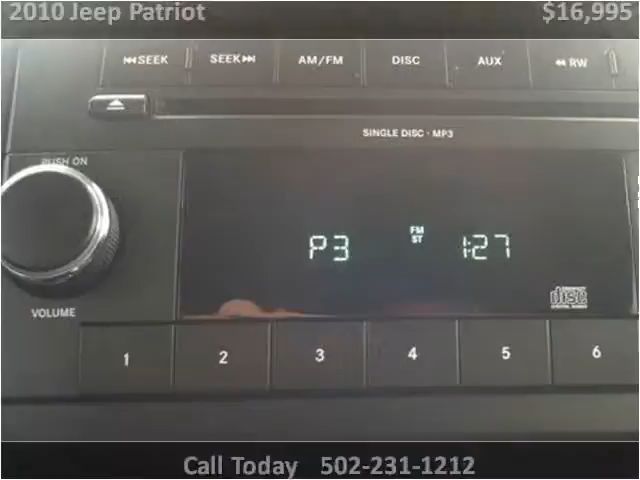 2010 Jeep Patriot $16,995
SEEK SEEK AM/FM DISC AUX RW
SINGLE DISC · MP3
PUSH ON
FM
ST
P3 1:27
disc
VOLUME
1 2 3 4 5 6
Call Today 502-231-1212